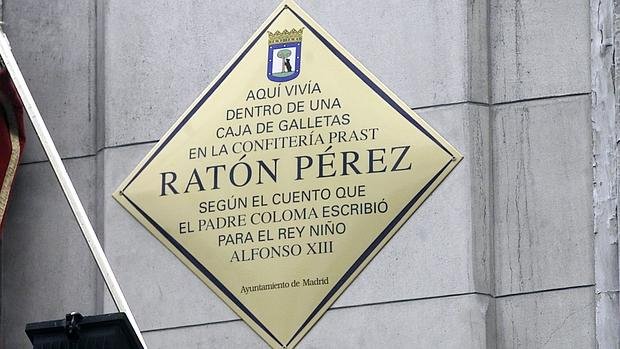 AQUÍ VIVÍA
DENTRO DE UNA
CAJA DE GALLETAS
EN LA CONFITERÍA PRAST
RATÓN PÉREZ
SEGÚN EL CUENTO QUE
EL PADRE COLOMA ESCRIBIÓ
PARA EL REY NIÑO
ALFONSO XIII
Ayuntamiento de Madrid